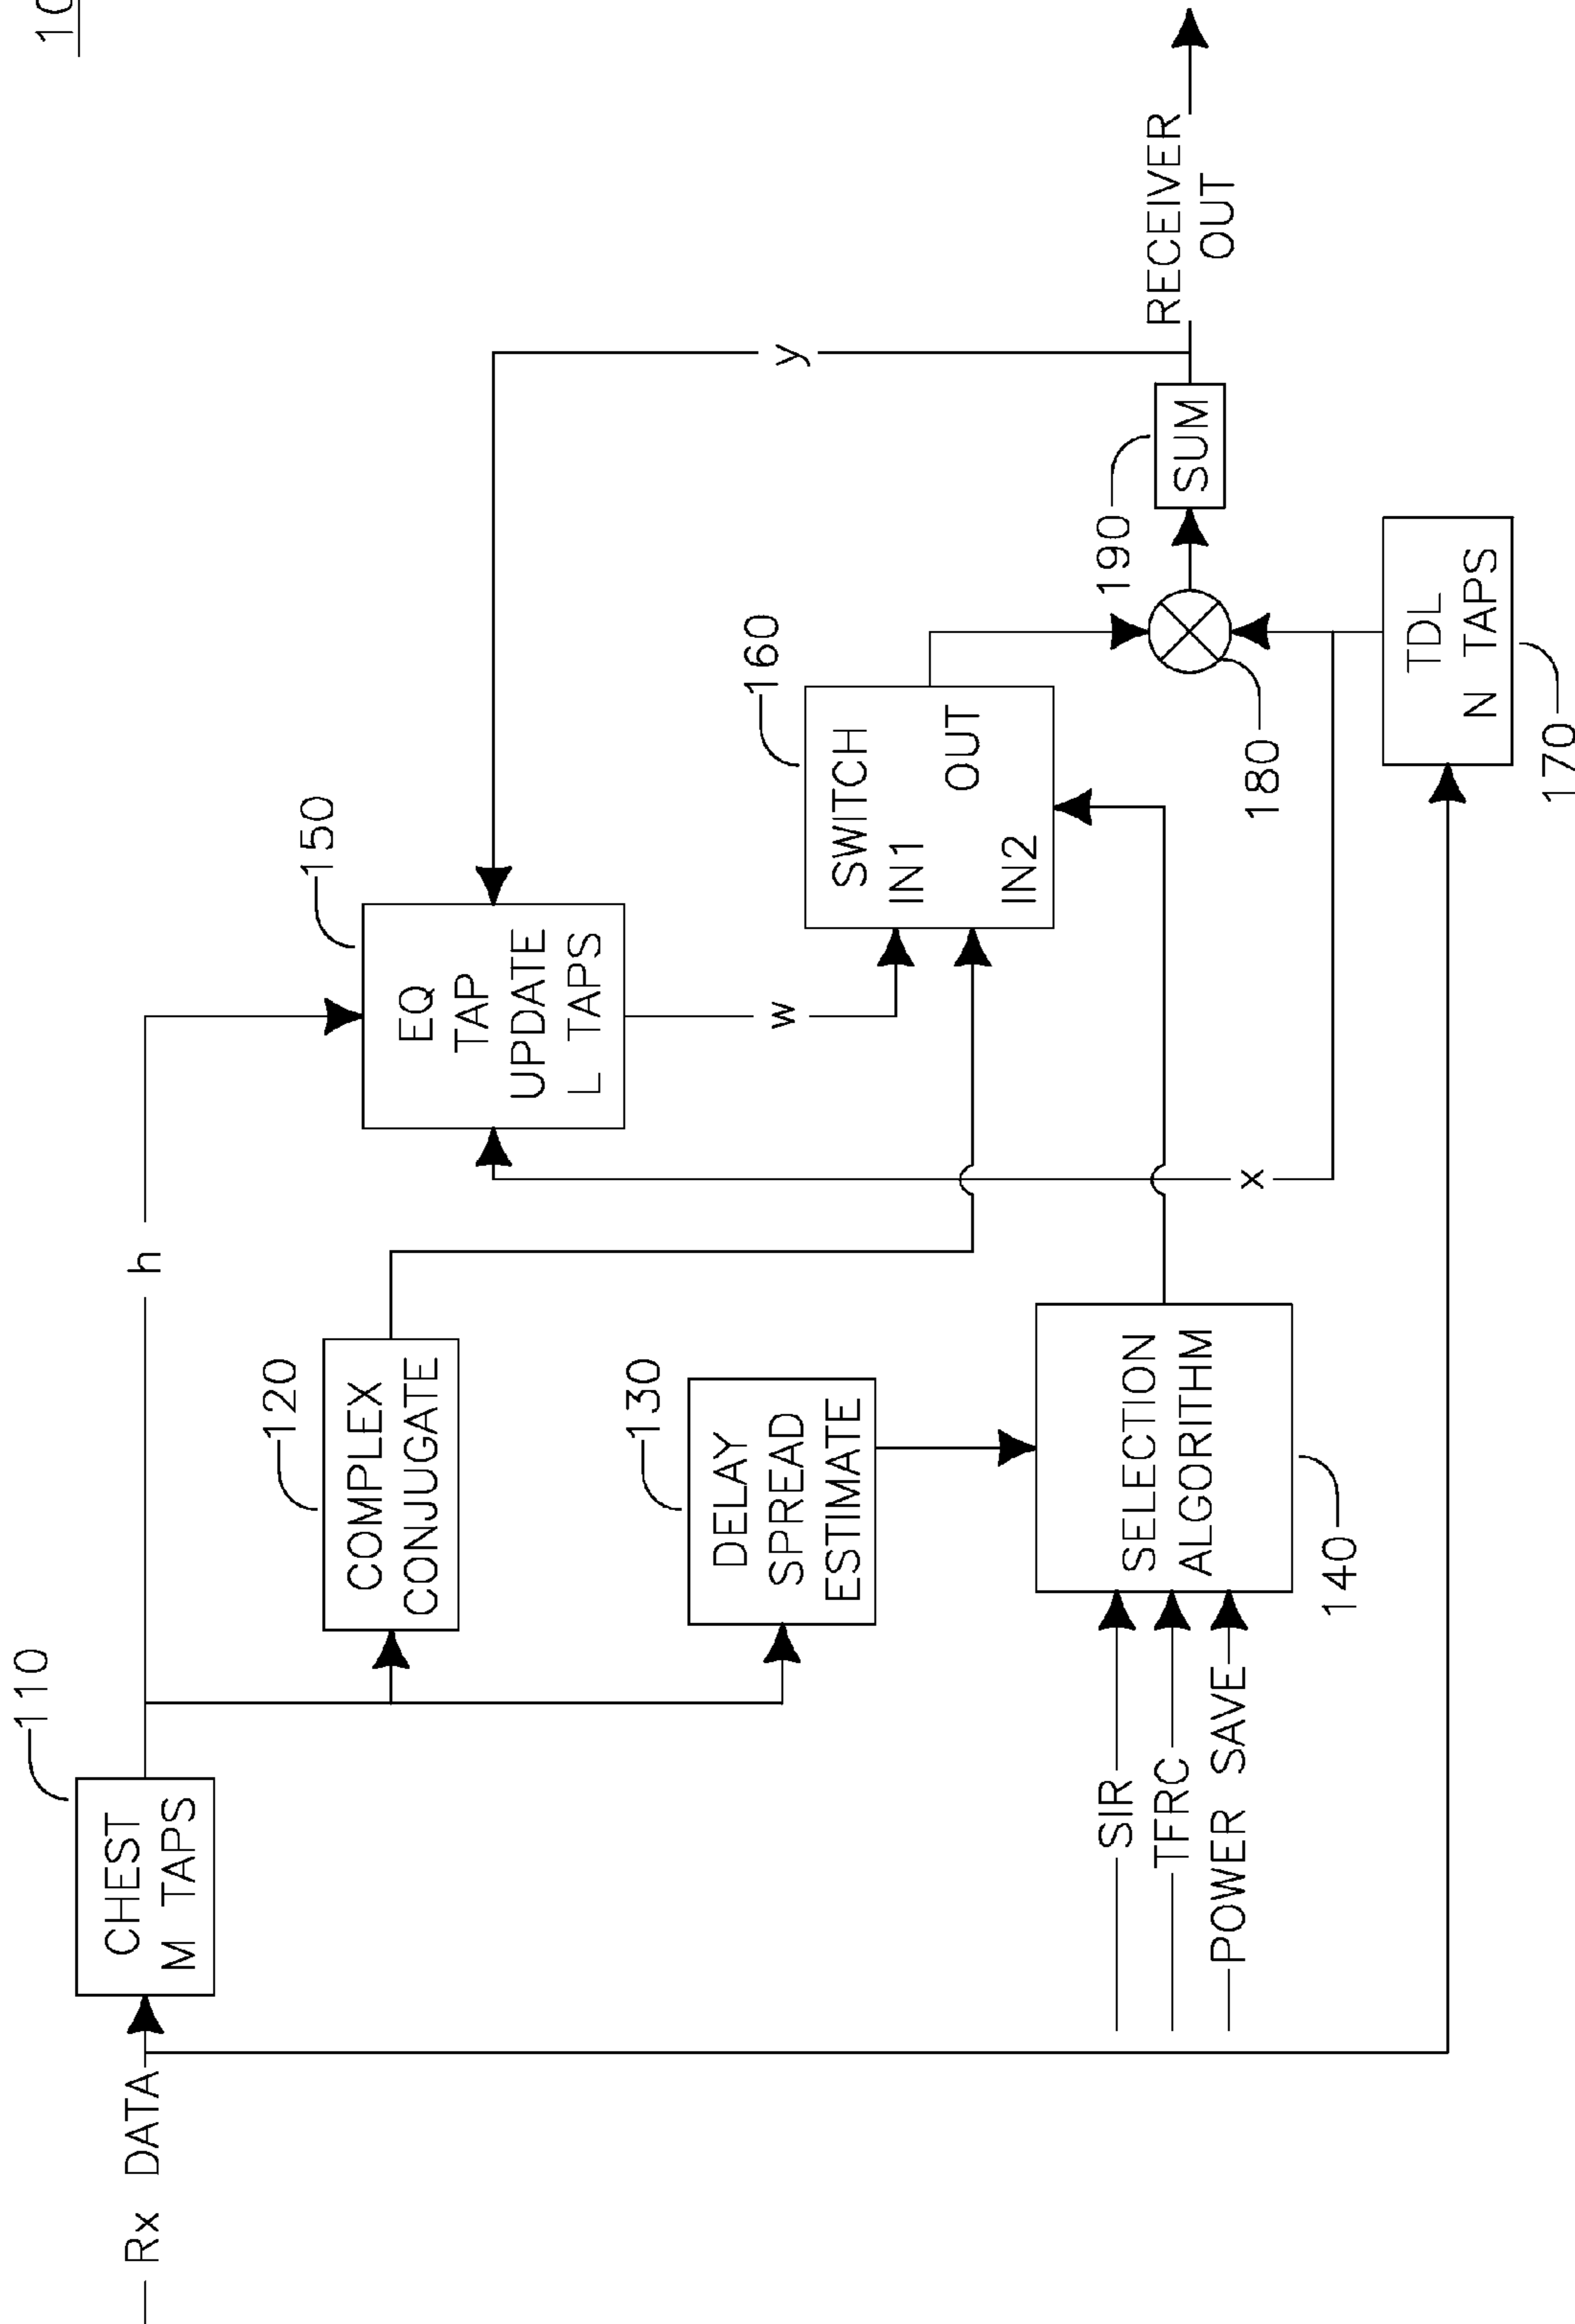 10
Rx DATA
CHEST
M TAPS
110
h
COMPLEX
CONJUGATE
120
DELAY
SPREAD
ESTIMATE
130
SIR
TFRC
POWER SAVE
SELECTION
ALGORITHM
140
EQ
TAP
UPDATE
L TAPS
150
w
x
y
SWITCH
IN1
OUT
IN2
160
TDL
N TAPS
170
180
SUM
190
RECEIVER
OUT